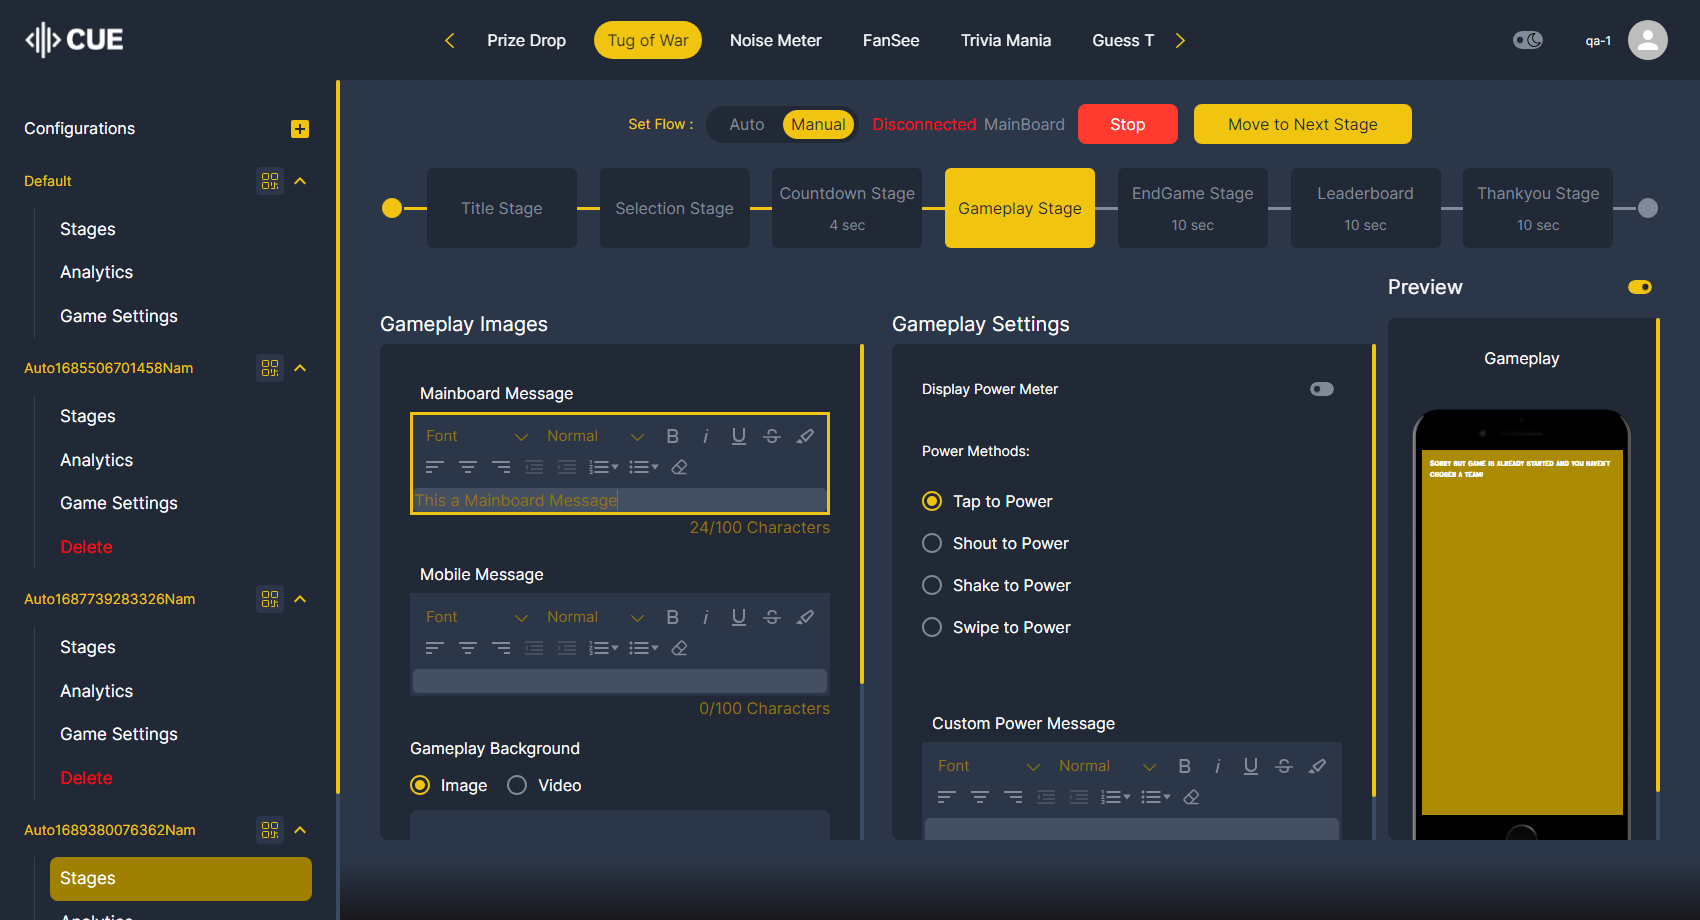 CUE
Prize Drop
Tug of War
Noise Meter
FanSee
Trivia Mania
Guess T
qa-1
Configurations
Default
Stages
Analytics
Game Settings
Auto1685506701458Nam
Stages
Analytics
Game Settings
Delete
Auto1687739283326Nam
Stages
Analytics
Game Settings
Delete
Auto1689380076362Nam
Stages
Analytics
Set Flow :
Auto
Manual
Disconnected MainBoard
Stop
Move to Next Stage
Title Stage
Selection Stage
Countdown Stage
4 sec
Gameplay Stage
EndGame Stage
10 sec
Leaderboard
10 sec
Thankyou Stage
10 sec
Gameplay Images
Mainboard Message
Font
Normal
This a Mainboard Message
24/100 Characters
Mobile Message
Font
Normal
0/100 Characters
Gameplay Background
Image
Video
Gameplay Settings
Display Power Meter
Power Methods:
Tap to Power
Shout to Power
Shake to Power
Swipe to Power
Custom Power Message
Font
Normal
Preview
Gameplay
Sorry but game is already started and you haven't
chosen a team!